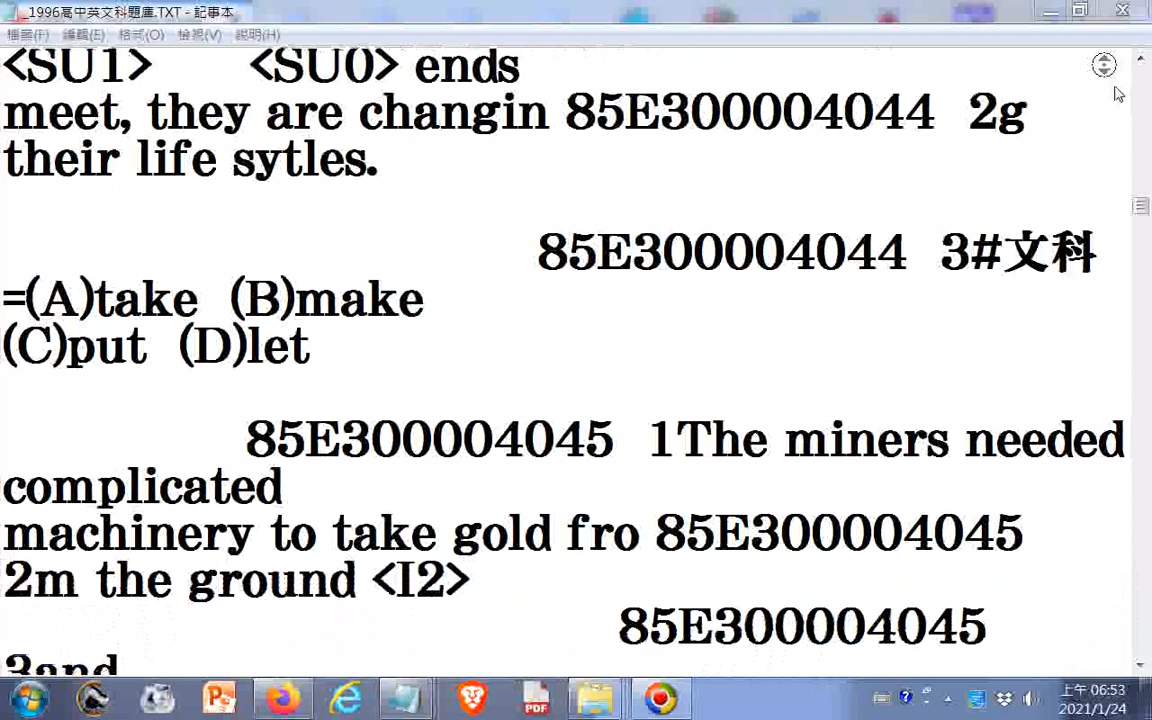 _1996高中英文科題庫.TXT - 記事本
檔案(F) 編輯(E) 格式(O) 檢視(V) 說明(H)
<SU1> <SU0> ends
meet, they are changin 85E300004044 2g
their life sytles.
85E300004044 3#文科
=(A)take (B)make
(C)put (D)let
85E300004045 1The miners needed
complicated
machinery to take gold fro 85E300004045
2m the ground <I2>
85E300004045
3and
PDF
上午 06:53
2021/1/24